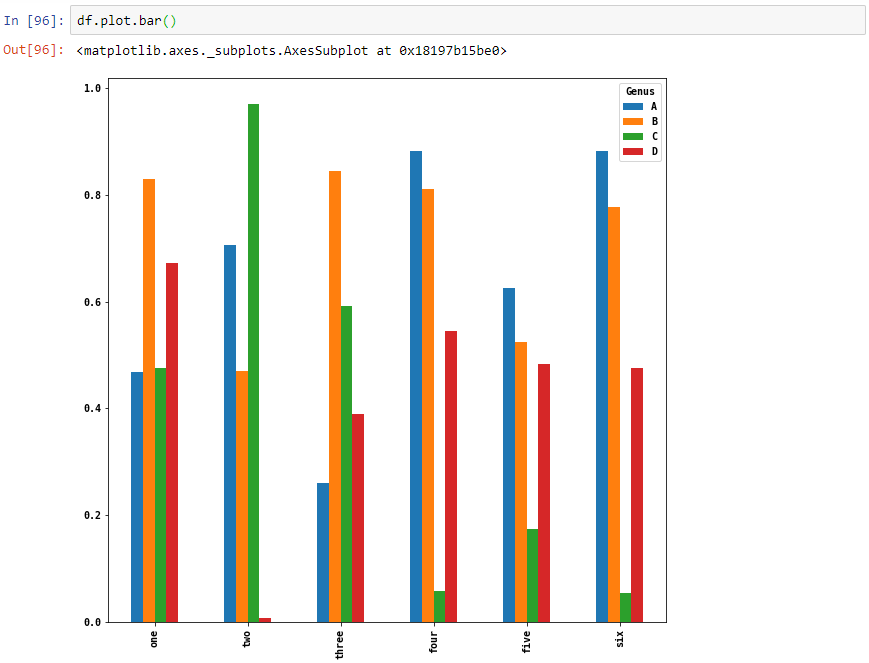 In [96]: df.plot.bar()
Out[96]: <matplotlib.axes._subplots.AxesSubplot at 0x18197b15be0>
Genus
A
B
C
D
1.0
0.8
0.6
0.4
0.2
0.0
one
two
three
four
five
six